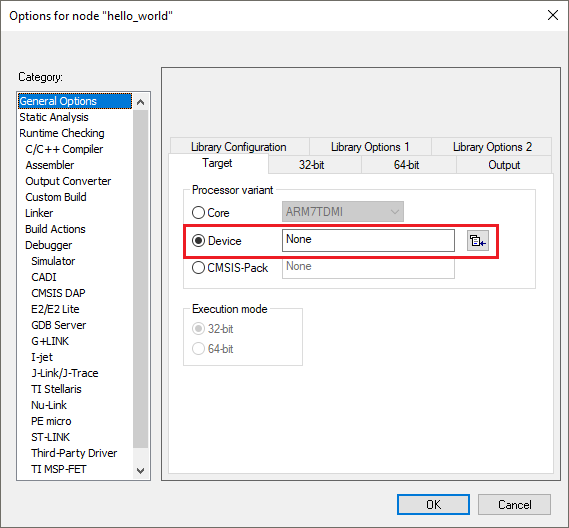 Options for node "hello_world"
Category:
General Options
Static Analysis
Runtime Checking
C/C++ Compiler
Assembler
Output Converter
Custom Build
Linker
Build Actions
Debugger
Simulator
CADI
CMSIS DAP
E2/E2 Lite
GDB Server
G+LINK
I-jet
J-Link/J-Trace
TI Stellaris
Nu-Link
PE micro
ST-LINK
Third-Party Driver
TI MSP-FET
Library Configuration Library Options 1 Library Options 2
Target 32-bit 64-bit Output
Processor variant
Core ARM7TDMI
Device None
CMSIS-Pack None
Execution mode
32-bit
64-bit
OK Cancel